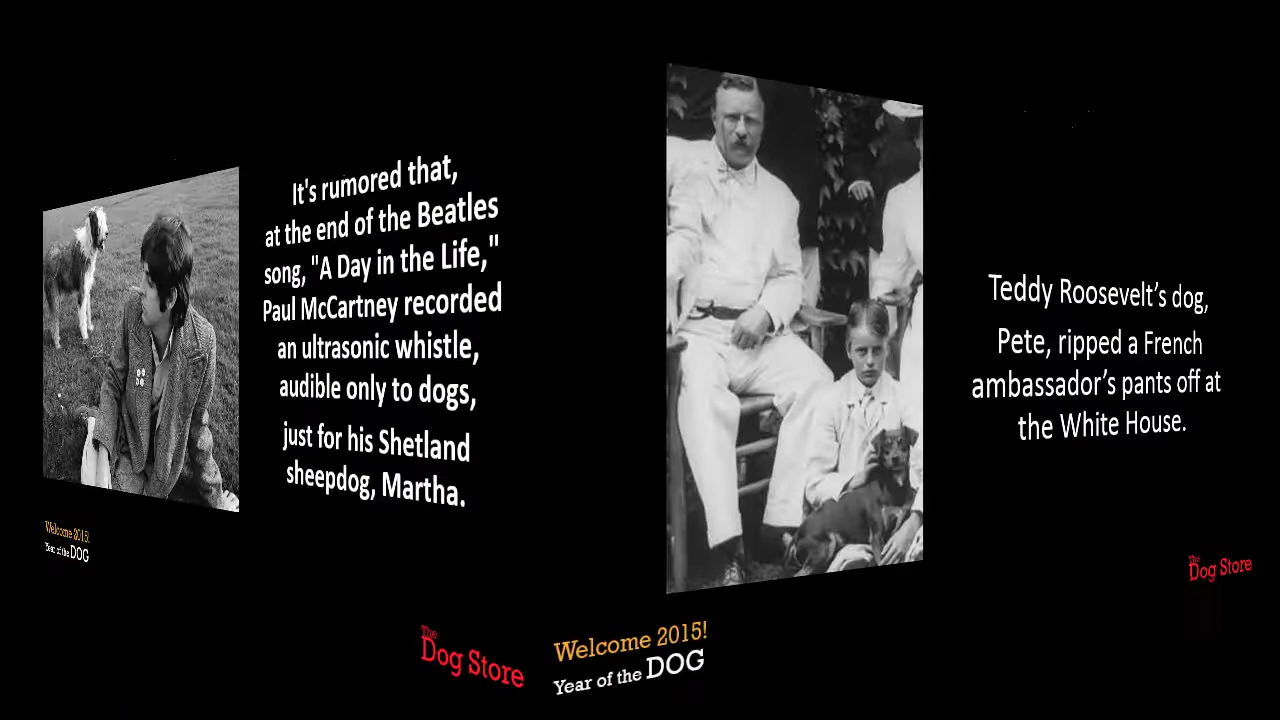 It's rumored that,
at the end of the Beatles
song, "A Day in the Life,"
Paul McCartney recorded
an ultrasonic whistle,
audible only to dogs,
just for his Shetland
sheepdog, Martha.
Welcome 2015!
Year of the DOG
The
Dog Store
Teddy Roosevelt’s dog,
Pete, ripped a French
ambassador’s pants off at
the White House.
Welcome 2015!
Year of the DOG
The
Dog Store